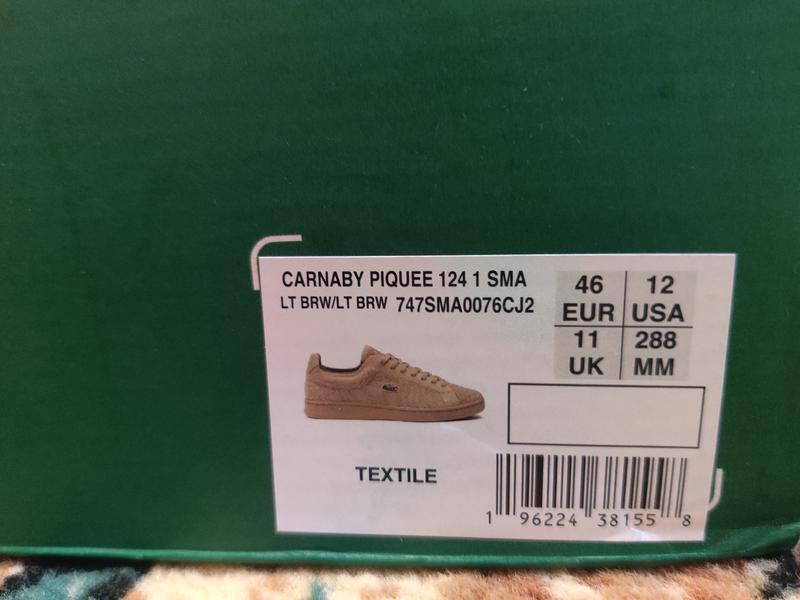 CARNABY PIQUEE 124 1 SMA
LT BRW/LT BRW 747SMA0076CJ2
46 EUR
12 USA
11 UK
288 MM
TEXTILE
1 96224 38155 8